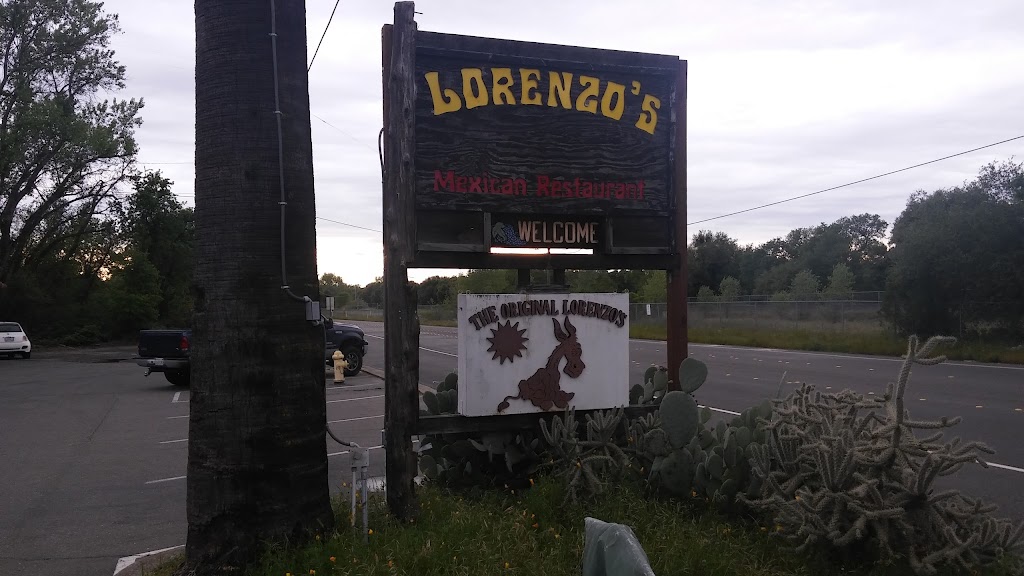 LORENZO'S
Mexican Restaurant
WELCOME
THE ORIGINAL LORENZO'S